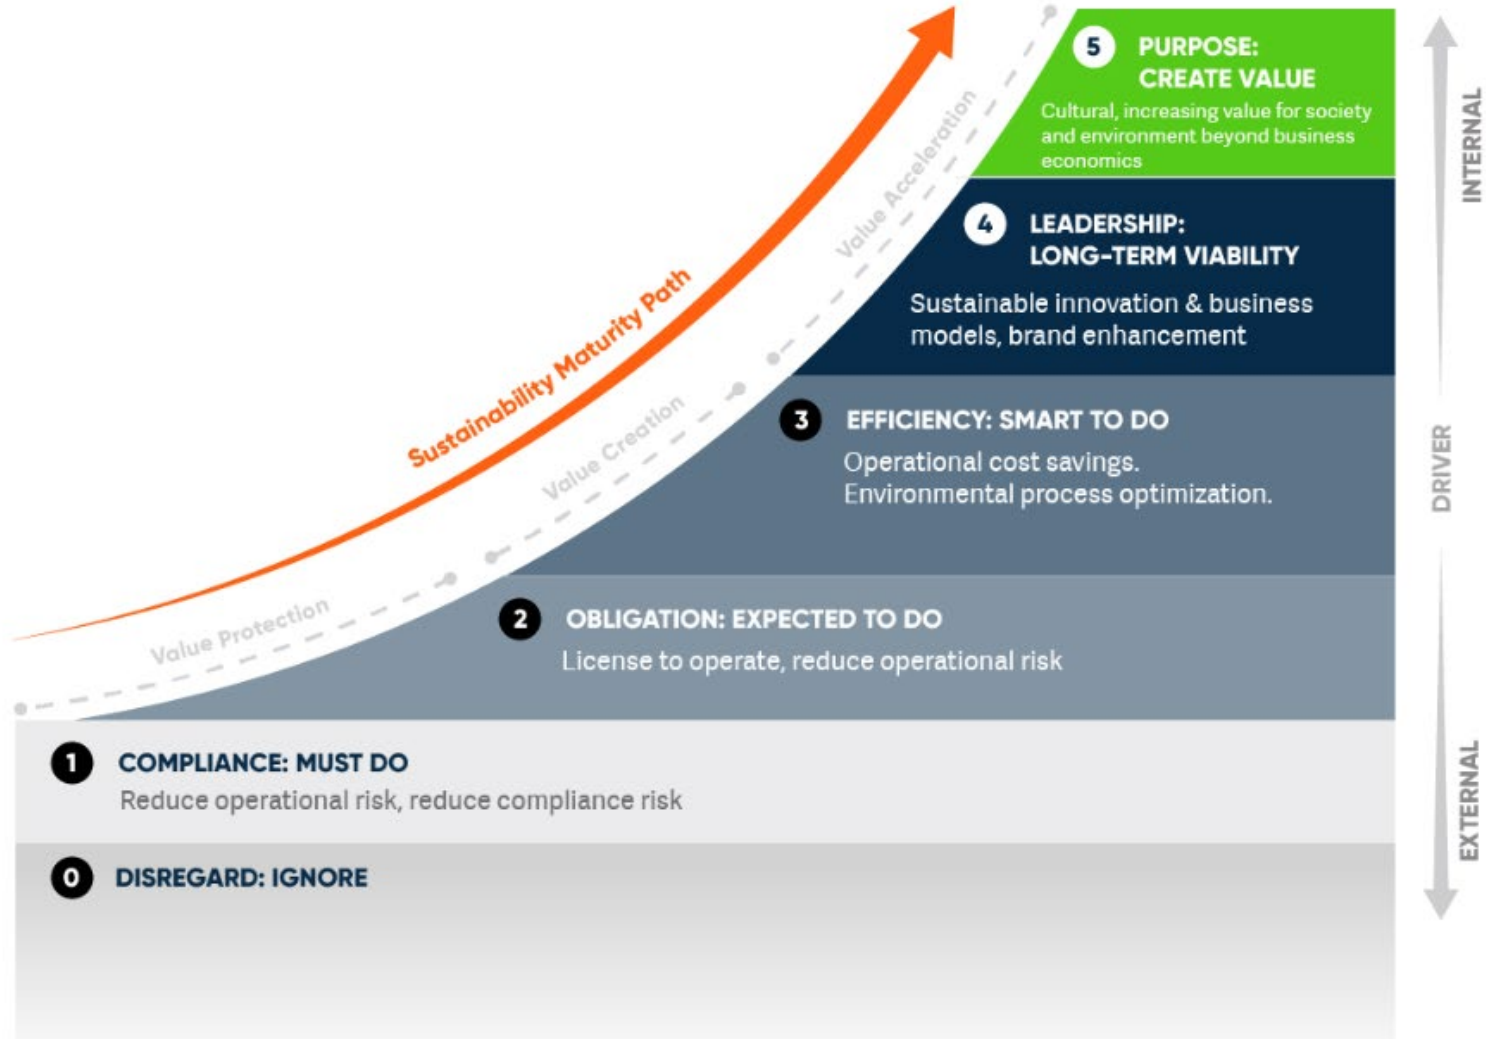 5 PURPOSE:
CREATE VALUE
Cultural, increasing value for society
and environment beyond business
economics
4 LEADERSHIP:
LONG-TERM VIABILITY
Sustainable innovation & business
models, brand enhancement
3 EFFICIENCY: SMART TO DO
Operational cost savings.
Environmental process optimization.
2 OBLIGATION: EXPECTED TO DO
License to operate, reduce operational risk
1 COMPLIANCE: MUST DO
Reduce operational risk, reduce compliance risk
0 DISREGARD: IGNORE
Sustainability Maturity Path
Value Protection
Value Creation
Value Acceleration
INTERNAL
DRIVER
EXTERNAL